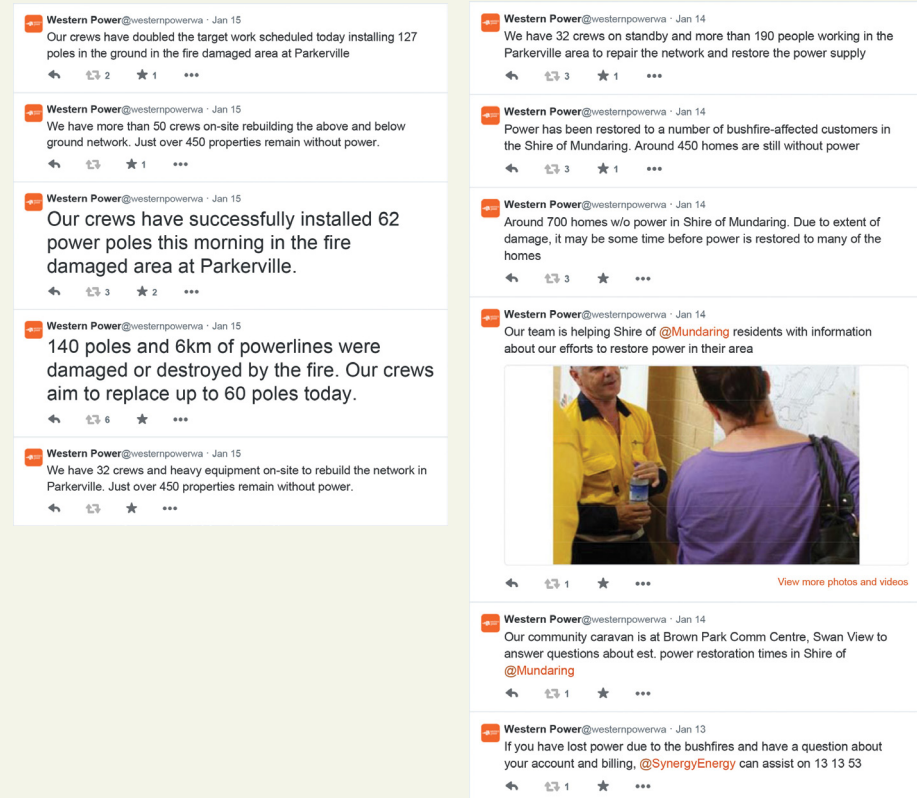 Western Power@westernpowerwa · Jan 15
Our crews have doubled the target work scheduled today installing 127
poles in the ground in the fire damaged area at Parkerville
2 1
Western Power@westernpowerwa · Jan 15
We have more than 50 crews on-site rebuilding the above and below
ground network. Just over 450 properties remain without power.
1
Western Power@westernpowerwa · Jan 15
Our crews have successfully installed 62
power poles this morning in the fire
damaged area at Parkerville.
3 2
Western Power@westernpowerwa · Jan 15
140 poles and 6km of powerlines were
damaged or destroyed by the fire. Our crews
aim to replace up to 60 poles today.
6
Western Power@westernpowerwa · Jan 15
We have 32 crews and heavy equipment on-site to rebuild the network in
Parkerville. Just over 450 properties remain without power.
Western Power@westernpowerwa · Jan 14
We have 32 crews on standby and more than 190 people working in the
Parkerville area to repair the network and restore the power supply
3 1
Western Power@westernpowerwa · Jan 14
Power has been restored to a number of bushfire-affected customers in
the Shire of Mundaring. Around 450 homes are still without power
3 1
Western Power@westernpowerwa · Jan 14
Around 700 homes w/o power in Shire of Mundaring. Due to extent of
damage, it may be some time before power is restored to many of the
homes
3
Western Power@westernpowerwa · Jan 14
Our team is helping Shire of @Mundaring residents with information
about our efforts to restore power in their area
1 View more photos and videos
Western Power@westernpowerwa · Jan 14
Our community caravan is at Brown Park Comm Centre, Swan View to
answer questions about est. power restoration times in Shire of
@Mundaring
1
Western Power@westernpowerwa · Jan 13
If you have lost power due to the bushfires and have a question about
your account and billing, @SynergyEnergy can assist on 13 13 53
1